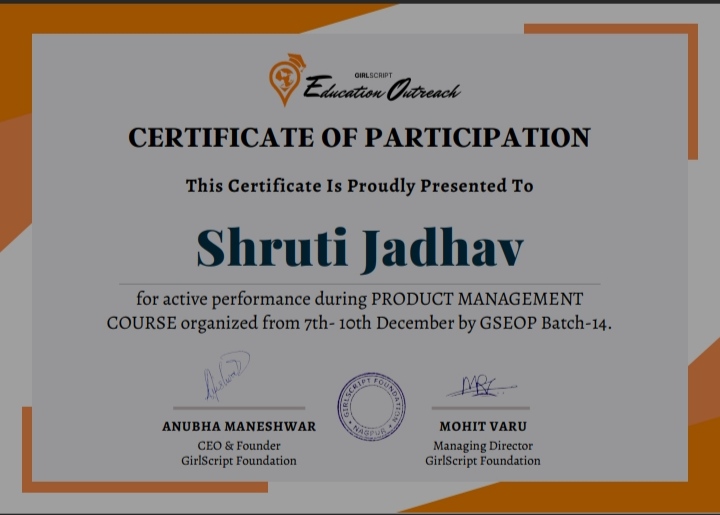 GIRLSCRIPT
Education Outreach
CERTIFICATE OF PARTICIPATION
This Certificate Is Proudly Presented To
Shruti Jadhav
for active performance during PRODUCT MANAGEMENT
COURSE organized from 7th- 10th December by GSEOP Batch-14.
GIRLSCRIPT FOUNDATION
NAGPUR
ANUBHA MANESHWAR
CEO & Founder
GirlScript Foundation
MOHIT VARU
Managing Director
GirlScript Foundation